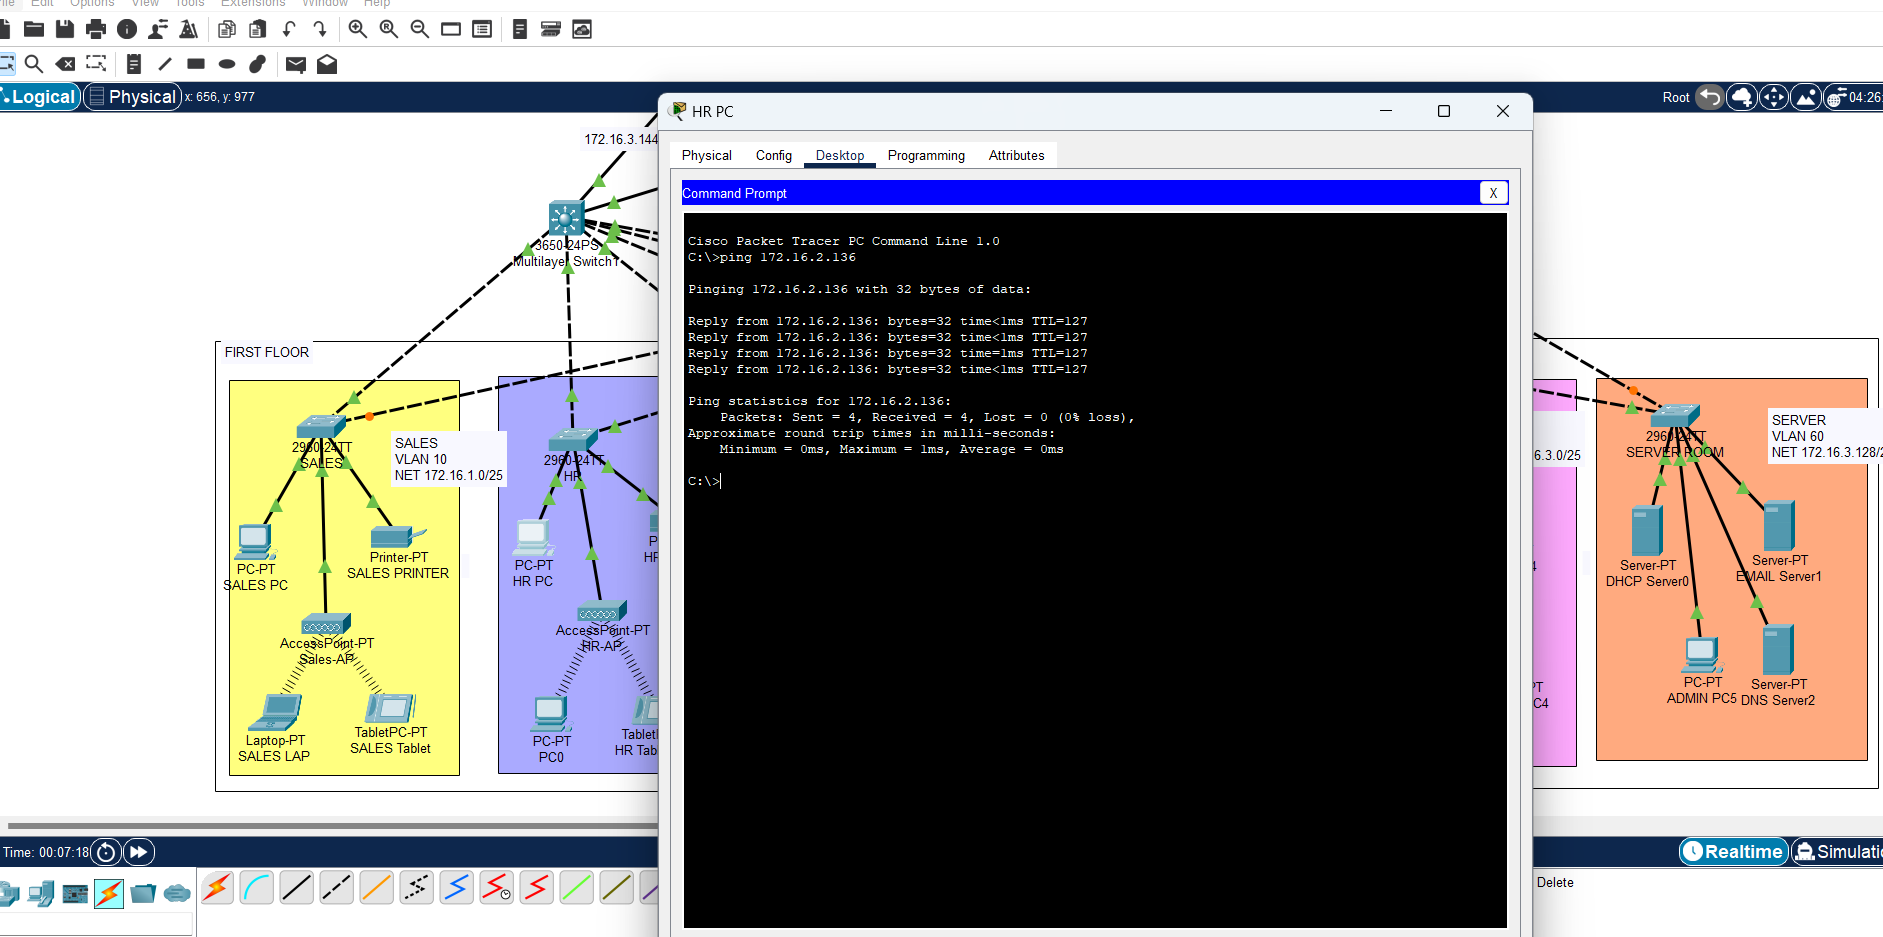 Edit Options View Tools Extensions Window Help
Logical
Physical
x: 656, y: 977
Root
04:26:
172.16.3.144
3650-24PS
Multilayer Switch1
FIRST FLOOR
2960-24TT
SALES
SALES
VLAN 10
NET 172.16.1.0/25
PC-PT
SALES PC
Printer-PT
SALES PRINTER
AccessPoint-PT
Sales-AP
Laptop-PT
SALES LAP
TabletPC-PT
SALES Tablet
2960-24TT
HR
PC-PT
HR PC
AccessPoint-PT
HR-AP
PC-PT
PC0
HR Tab
HR PC
Physical Config Desktop Programming Attributes
Command Prompt
X
Cisco Packet Tracer PC Command Line 1.0
C:\>ping 172.16.2.136
Pinging 172.16.2.136 with 32 bytes of data:
Reply from 172.16.2.136: bytes=32 time<1ms TTL=127
Reply from 172.16.2.136: bytes=32 time<1ms TTL=127
Reply from 172.16.2.136: bytes=32 time=1ms TTL=127
Reply from 172.16.2.136: bytes=32 time<1ms TTL=127
Ping statistics for 172.16.2.136:
Packets: Sent = 4, Received = 4, Lost = 0 (0% loss),
Approximate round trip times in milli-seconds:
Minimum = 0ms, Maximum = 1ms, Average = 0ms
C:\>
6.3.0/25
C4
2960-24TT
SERVER ROOM
SERVER
VLAN 60
NET 172.16.3.128/2
Server-PT
DHCP Server0
Server-PT
EMAIL Server1
PC-PT
ADMIN PC5
Server-PT
DNS Server2
Time: 00:07:18
Realtime
Simulati
Delete